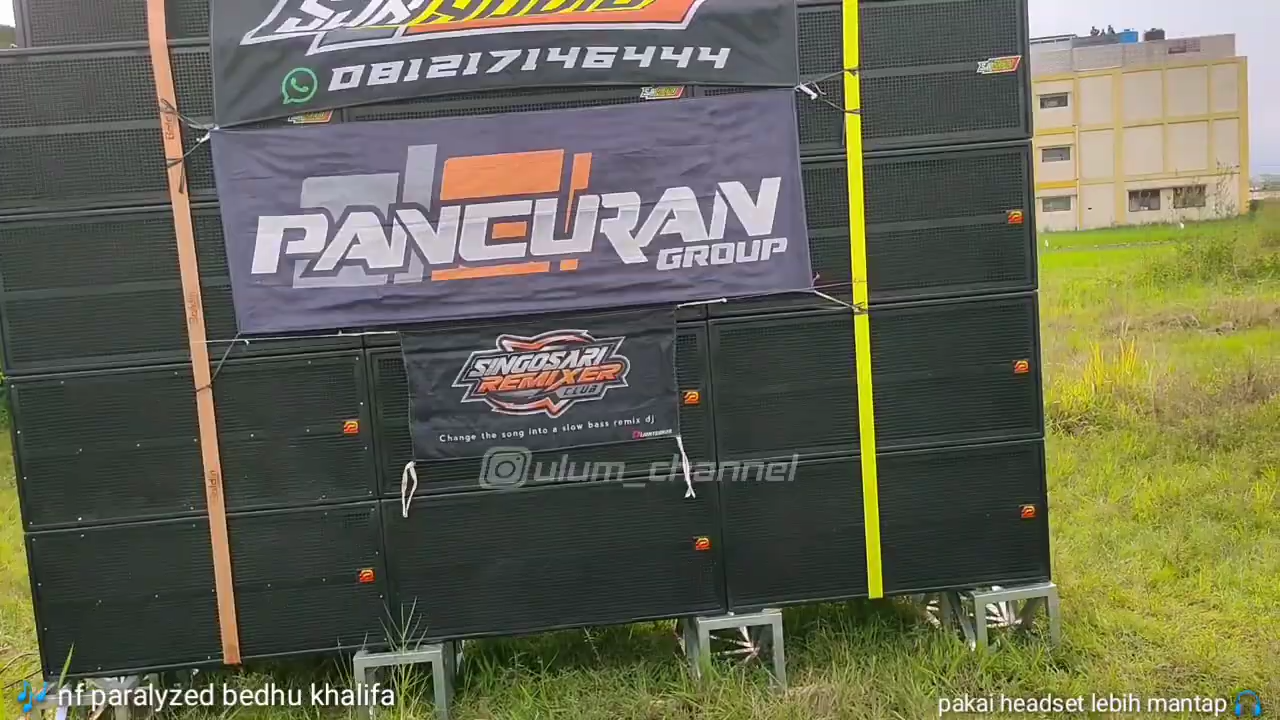 081217146444
PANCURAN
GROUP
SINGOSARI
REMIXER
CLUB
Change the song into a slow bass remix dj
ulum_channel
nf paralyzed bedhu khalifa
pakai headset lebih mantap